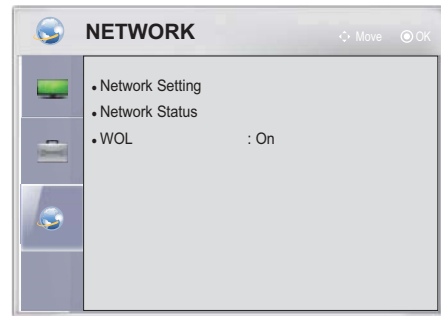 NETWORK
Move OK
• Network Setting
• Network Status
• WOL : On